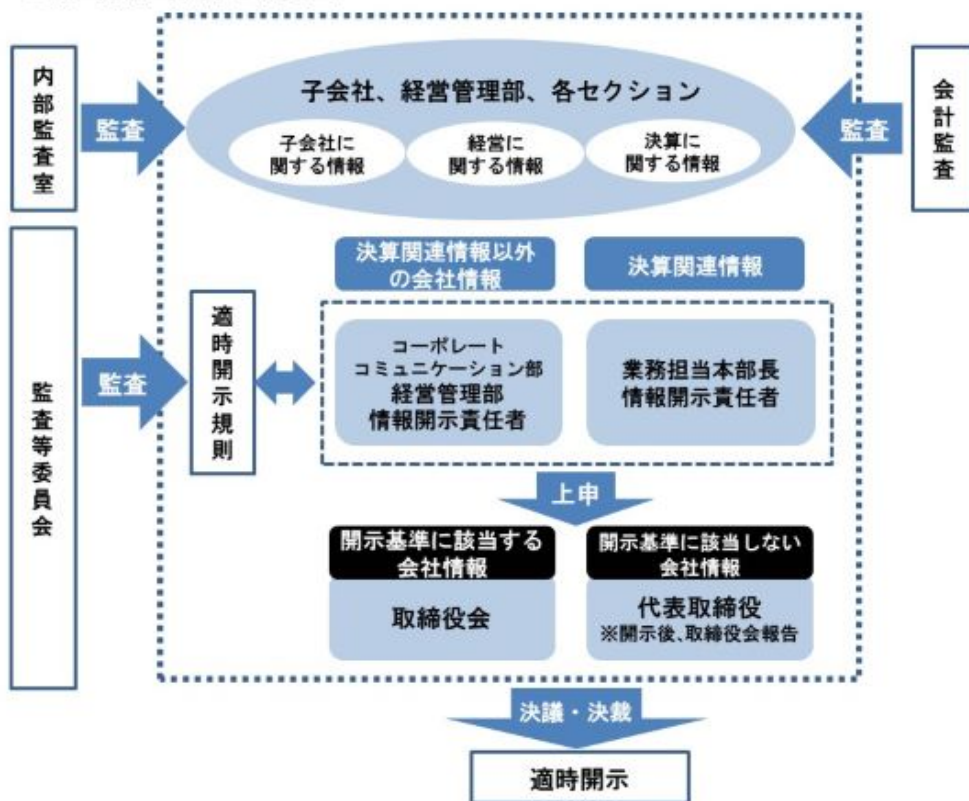 内部監査室
監査
子会社、経営管理部、各セクション
子会社に
関する情報
経営に
関する情報
決算に
関する情報
監査
会計監査
決算関連情報以外
の会社情報
決算関連情報
監査等委員会
監査
適時開示規則
コーポレート
コミュニケーション部
経営管理部
情報開示責任者
業務担当本部長
情報開示責任者
上申
開示基準に該当する
会社情報
取締役会
開示基準に該当しない
会社情報
代表取締役
※開示後、取締役会報告
決議・決裁
適時開示